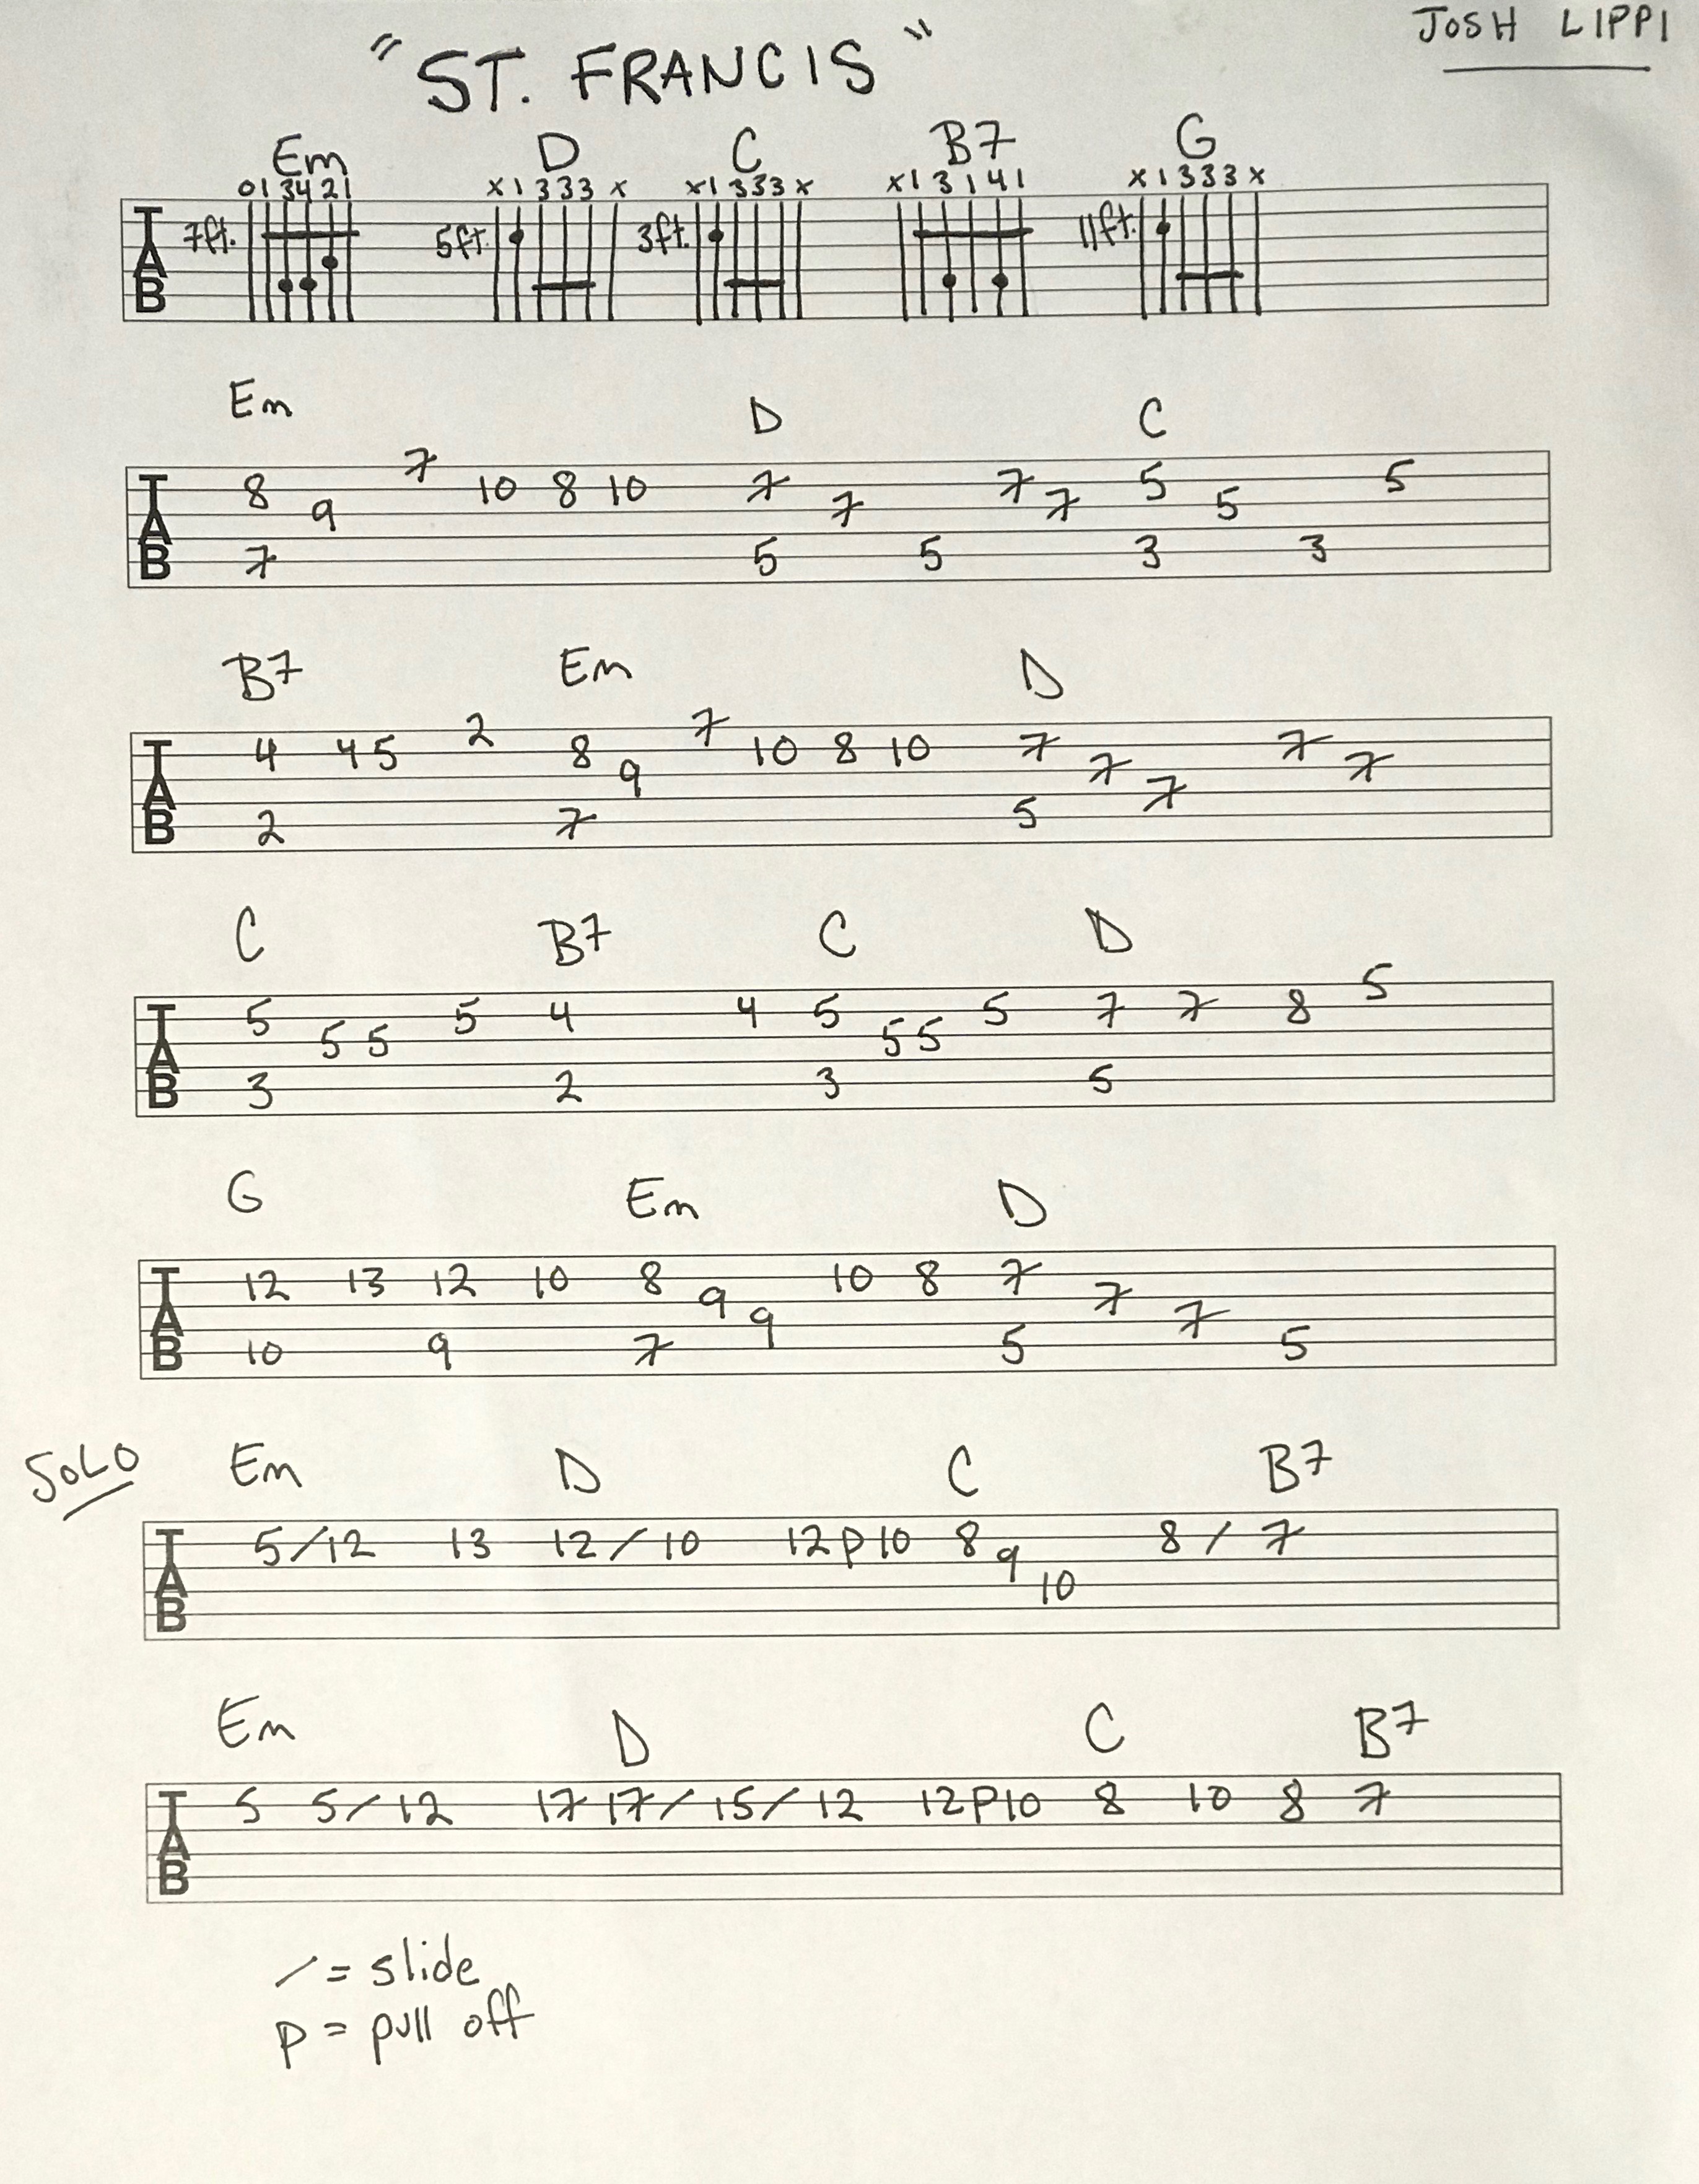 JOSH LIPPI
"ST. FRANCIS"
Em D C B7 G
013421 x1333x x1333x x13141 x1333x
TAB 7ft. 5ft. 3ft. 11ft.
Em D C
7
8 10 8 10 7 7 5 5
9 7 7 5
TAB
7 5 5 3 3
B7 Em D
2 7
4 4 5 8 10 8 10 7 7
9 7 7
TAB 7
2 7 5
C B7 C D
5
5 5 4 4 5 5 7 7 8
5 5 5 5
TAB
3 2 3 5
G Em D
12 13 12 10 8 10 8 7
9 7
TAB 9 7
10 9 7 5 5
SOLO Em D C B7
5/12 13 12/10 12p10 8 8/7
9
TAB 10
Em D C B7
5 5/12 17 17/15/12 12p10 8 10 8 7
TAB
/ = slide
p = pull off